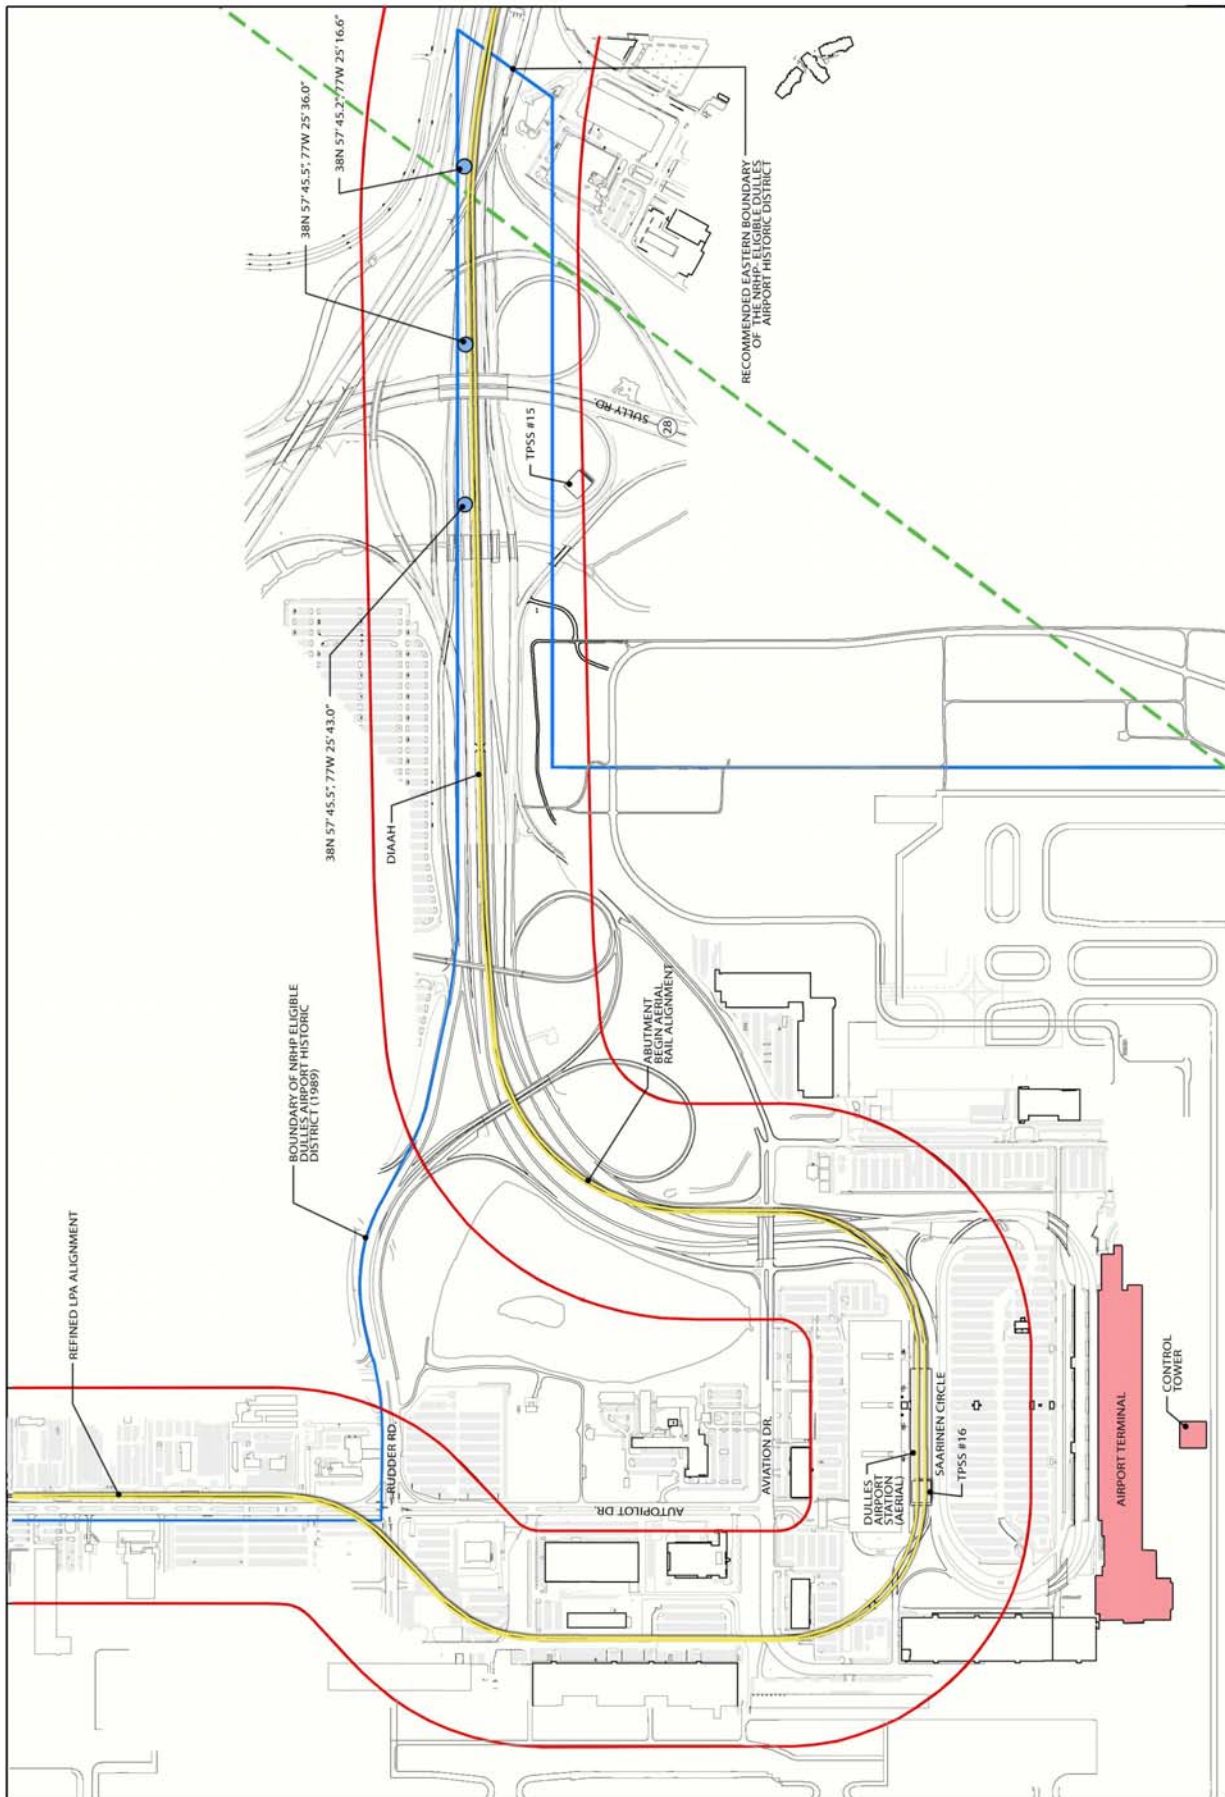 38N 57' 45.2", 77W 25' 16.6"
38N 57' 45.5", 77W 25' 36.0"
38N 57' 45.5", 77W 25' 43.0"
RECOMMENDED EASTERN BOUNDARY
OF THE NRHP- ELIGIBLE DULLES
AIRPORT HISTORIC DISTRICT
SULLY RD.
28
TPSS #15
DIAAH
BOUNDARY OF NRHP ELIGIBLE
DULLES AIRPORT HISTORIC
DISTRICT (1989)
ABUTMENT
BEGIN AERIAL
RAIL ALIGNMENT
REFINED LPA ALIGNMENT
RUDDER RD.
AUTOPILOT DR.
AVIATION DR.
DULLES
AIRPORT
STATION
(AERIAL)
SAARINEN CIRCLE
TPSS #16
AIRPORT TERMINAL
CONTROL
TOWER